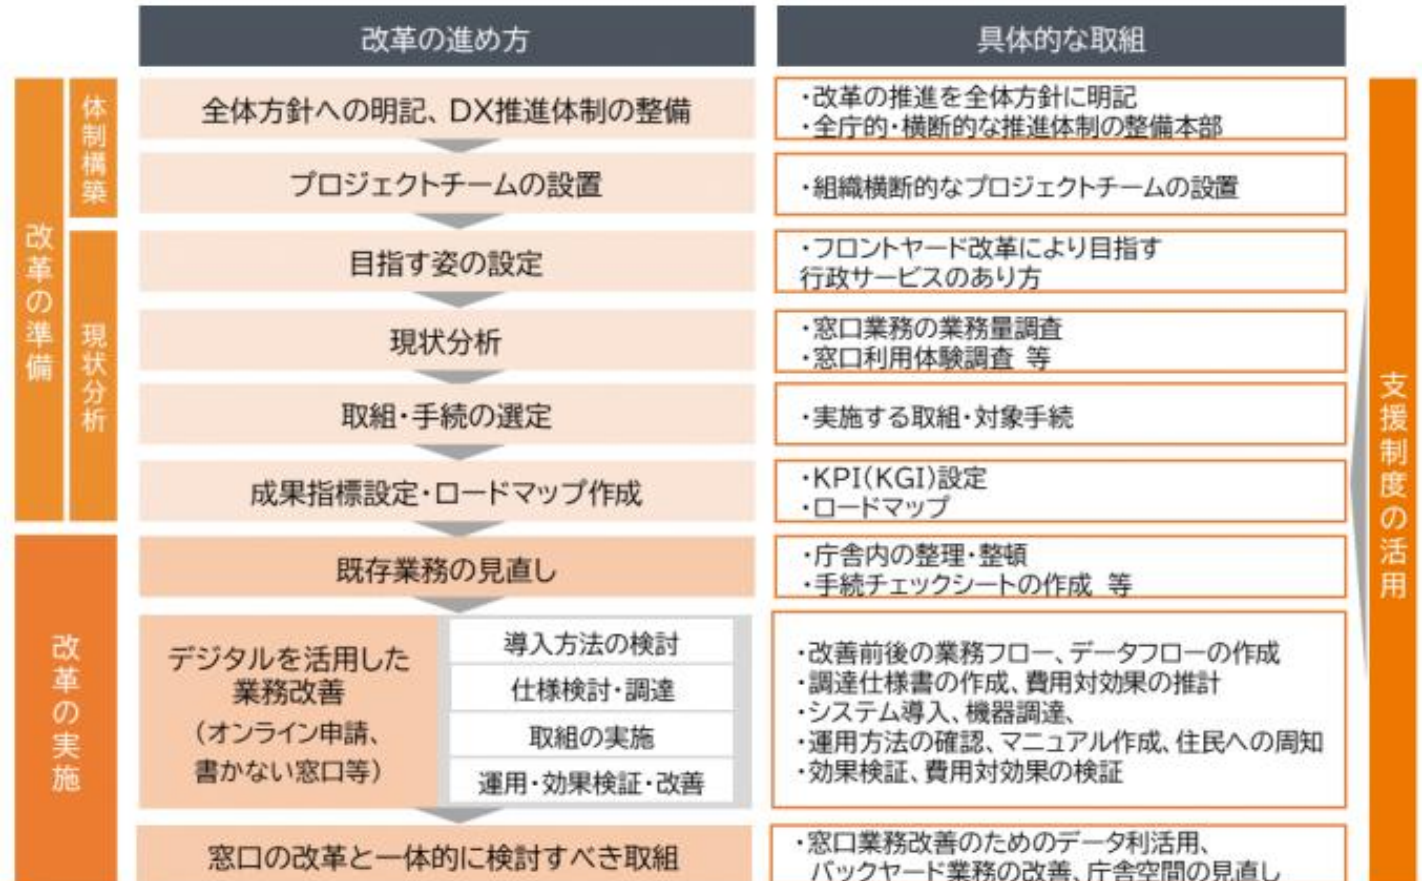 改革の進め方
具体的な取組
改革の準備
体制構築
全体方針への明記、DX推進体制の整備
・改革の推進を全体方針に明記
・全庁的・横断的な推進体制の整備本部
プロジェクトチームの設置
・組織横断的なプロジェクトチームの設置
現状分析
目指す姿の設定
・フロントヤード改革により目指す
行政サービスのあり方
現状分析
・窓口業務の業務量調査
・窓口利用体験調査 等
取組・手続の選定
・実施する取組・対象手続
成果指標設定・ロードマップ作成
・KPI(KGI)設定
・ロードマップ
改革の実施
既存業務の見直し
・庁舎内の整理・整頓
・手続チェックシートの作成 等
デジタルを活用した
業務改善
(オンライン申請、
書かない窓口等)
導入方法の検討
仕様検討・調達
取組の実施
運用・効果検証・改善
・改善前後の業務フロー、データフローの作成
・調達仕様書の作成、費用対効果の推計
・システム導入、機器調達、
・運用方法の確認、マニュアル作成、住民への周知
・効果検証、費用対効果の検証
窓口の改革と一体的に検討すべき取組
・窓口業務改善のためのデータ利活用、
バックヤード業務の改善、庁舎空間の見直し
支援制度の活用